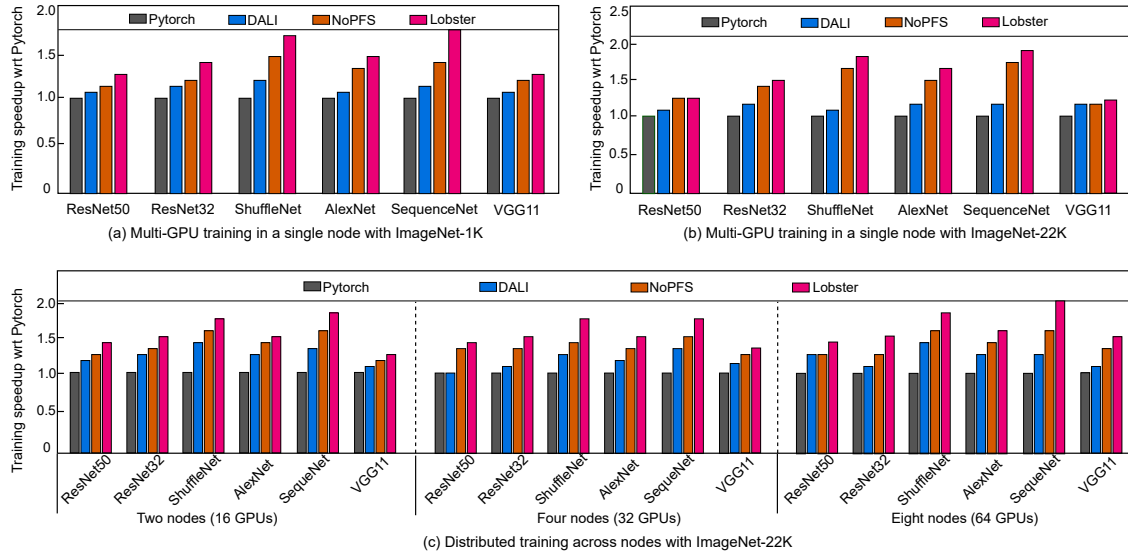 Training speedup wrt Pytorch
2.0
1.5
1.0
0.5
0
Pytorch DALI NoPFS Lobster
ResNet50 ResNet32 ShuffleNet AlexNet SequenceNet VGG11
(a) Multi-GPU training in a single node with ImageNet-1K
Training speedup wrt Pytorch
2.5
2.0
1.5
1.0
0.5
0
Pytorch DALI NoPFS Lobster
ResNet50 ResNet32 ShuffleNet AlexNet SequenceNet VGG11
(b) Multi-GPU training in a single node with ImageNet-22K
Training speedup wrt Pytorch
Pytorch DALI NoPFS Lobster
2.0
1.5
1.0
0.5
0
ResNet50 ResNet32 ShuffleNet AlexNet SequeNet VGG11
Two nodes (16 GPUs)
ResNet50 ResNet32 ShuffleNet AlexNet SequeNet VGG11
Four nodes (32 GPUs)
ResNet50 ResNet32 ShuffleNet AlexNet SequeNet VGG11
Eight nodes (64 GPUs)
(c) Distributed training across nodes with ImageNet-22K